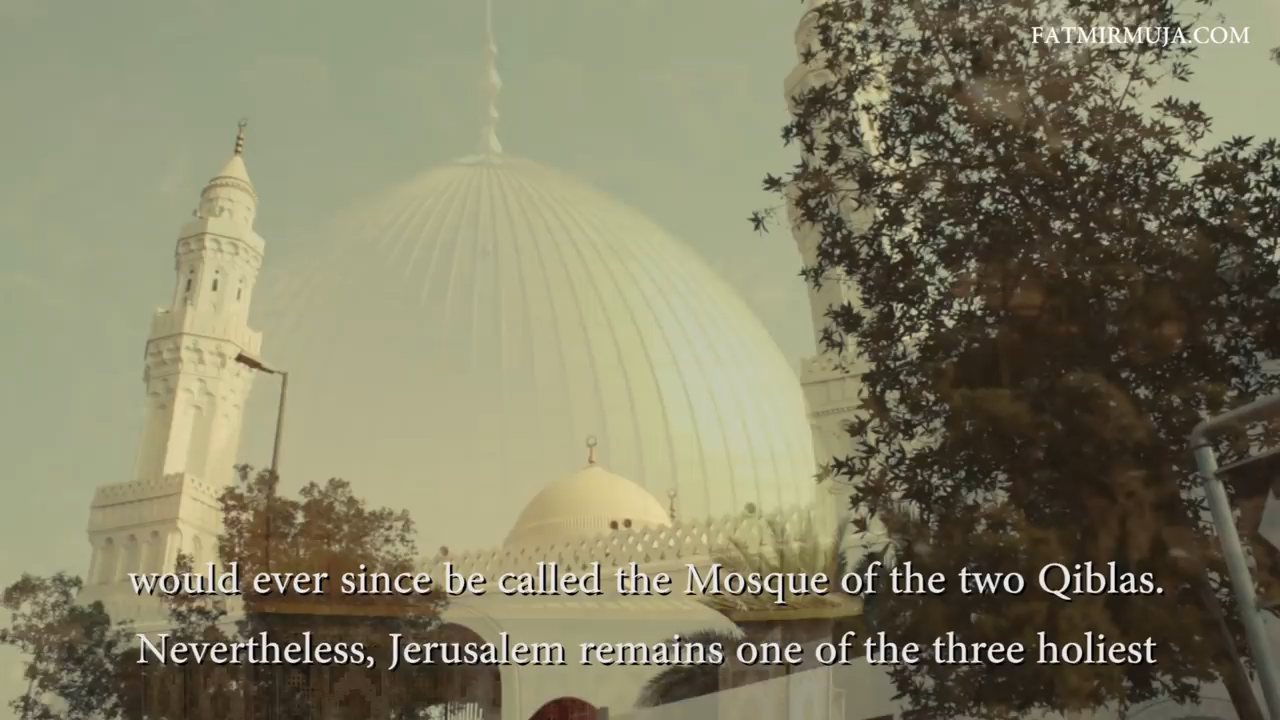 FATMIRMUJA.COM
would ever since be called the Mosque of the two Qiblas.
Nevertheless, Jerusalem remains one of the three holiest